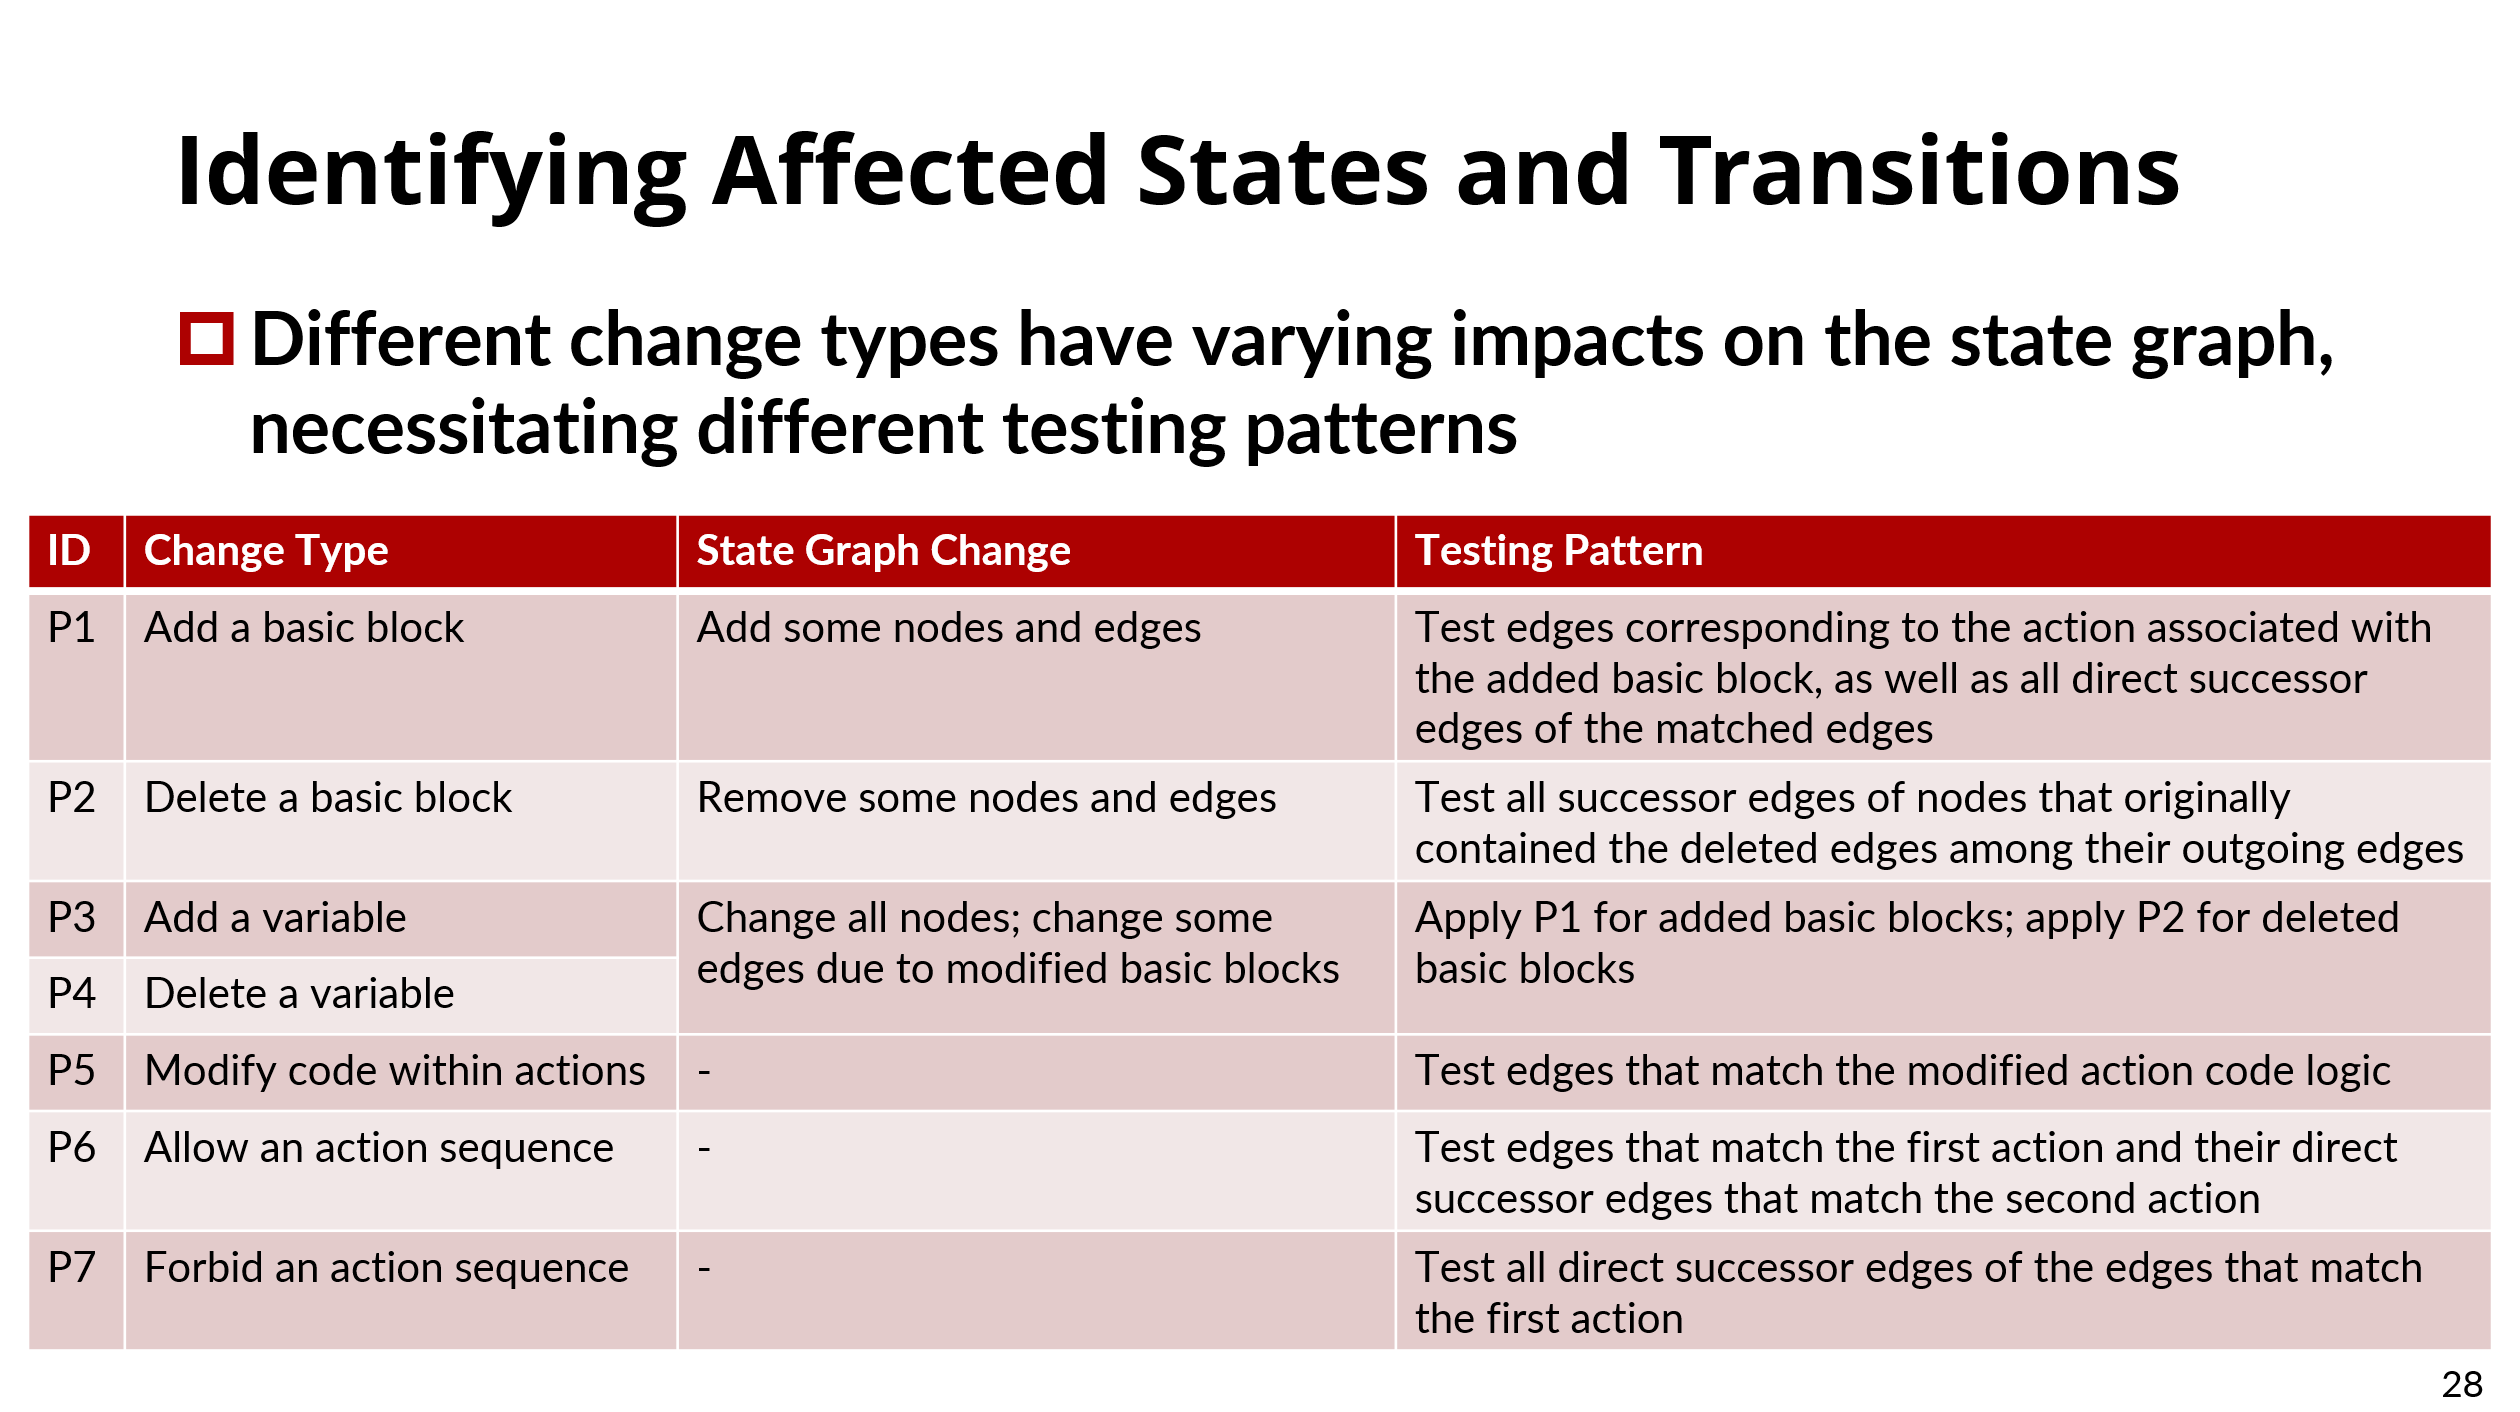 Identifying Affected States and Transitions
Different change types have varying impacts on the state graph,
necessitating different testing patterns
ID Change Type State Graph Change Testing Pattern
P1 Add a basic block Add some nodes and edges Test edges corresponding to the action associated with
the added basic block, as well as all direct successor
edges of the matched edges
P2 Delete a basic block Remove some nodes and edges Test all successor edges of nodes that originally
contained the deleted edges among their outgoing edges
P3 Add a variable Change all nodes; change some Apply P1 for added basic blocks; apply P2 for deleted
edges due to modified basic blocks basic blocks
P4 Delete a variable
P5 Modify code within actions - Test edges that match the modified action code logic
P6 Allow an action sequence - Test edges that match the first action and their direct
successor edges that match the second action
P7 Forbid an action sequence - Test all direct successor edges of the edges that match
the first action
28